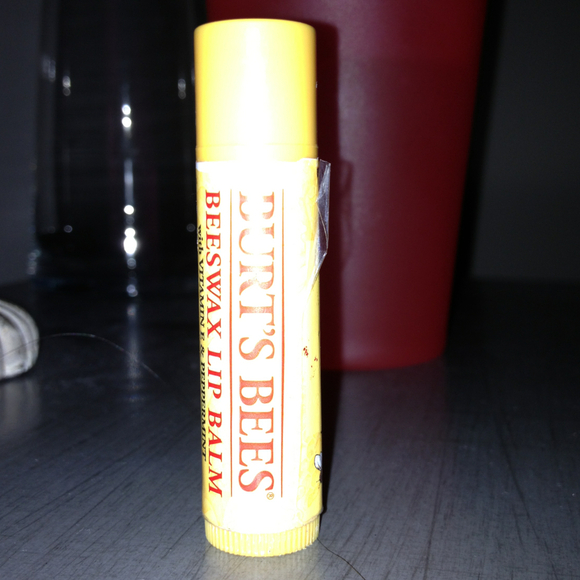 BURT'S BEES®
BEESWAX LIP BALM
with VITAMIN E & PEPPERMINT